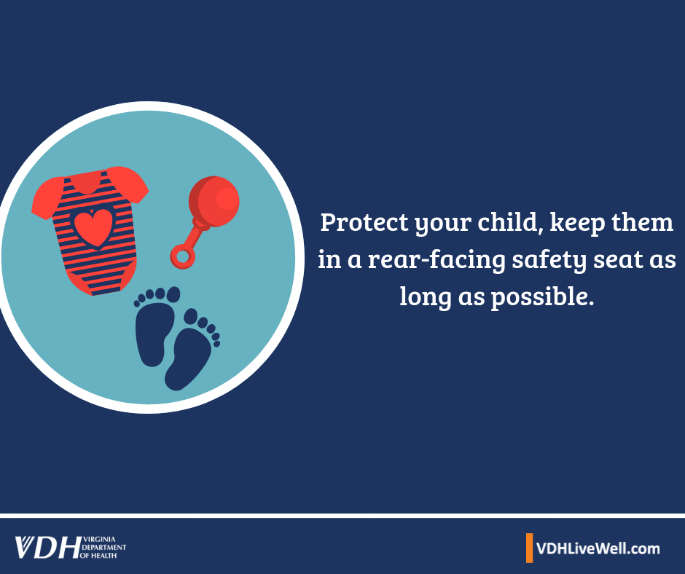 Protect your child, keep them
in a rear-facing safety seat as
long as possible.
VDH VIRGINIA
DEPARTMENT
OF HEALTH
VDHLiveWell.com